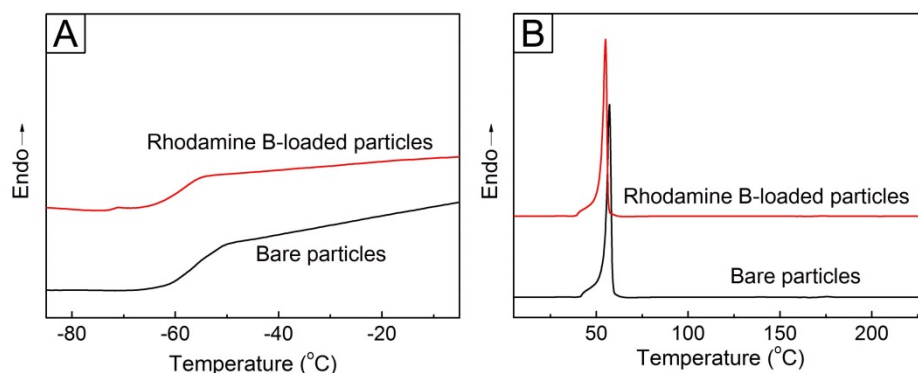 A
Endo→
Rhodamine B-loaded particles
Bare particles
-80 -60 -40 -20
Temperature (°C)
B
Endo→
Rhodamine B-loaded particles
Bare particles
50 100 150 200
Temperature (°C)